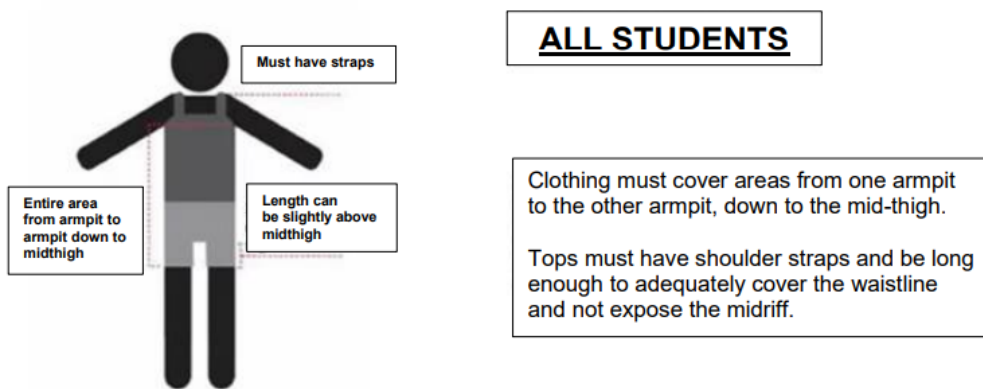 ALL STUDENTS
Must have straps
Entire area
from armpit to
armpit down to
midthigh
Length can
be slightly above
midthigh
Clothing must cover areas from one armpit
to the other armpit, down to the mid-thigh.
Tops must have shoulder straps and be long
enough to adequately cover the waistline
and not expose the midriff.